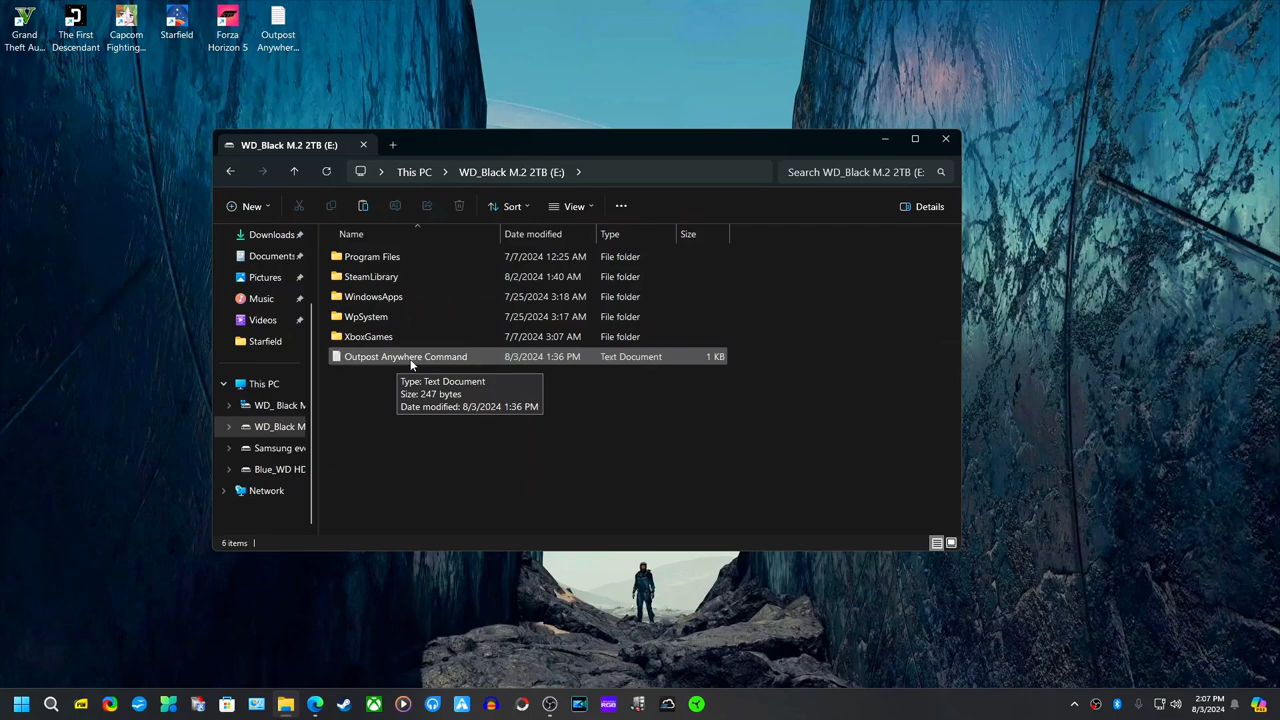 Grand
Theft Au...
The First
Descendant
Capcom
Fighting...
Starfield
Forza
Horizon 5
Outpost
Anywher...
WD_Black M.2 2TB (E:)
This PC
WD_Black M.2 2TB (E:)
Search WD_Black M.2 2TB (E:
New
Sort
View
Details
Name
Date modified
Type
Size
Downloads
Documents
Pictures
Music
Videos
Starfield
This PC
WD_ Black M
WD_Black M
Samsung ev
Blue_WD HD
Network
Program Files 7/7/2024 12:25 AM File folder
SteamLibrary 8/2/2024 1:40 AM File folder
WindowsApps 7/25/2024 3:18 AM File folder
WpSystem 7/25/2024 3:17 AM File folder
XboxGames 7/7/2024 3:07 AM File folder
Outpost Anywhere Command 8/3/2024 1:36 PM Text Document 1 KB
Type: Text Document
Size: 247 bytes
Date modified: 8/3/2024 1:36 PM
6 items
RGB
2:07 PM
8/3/2024